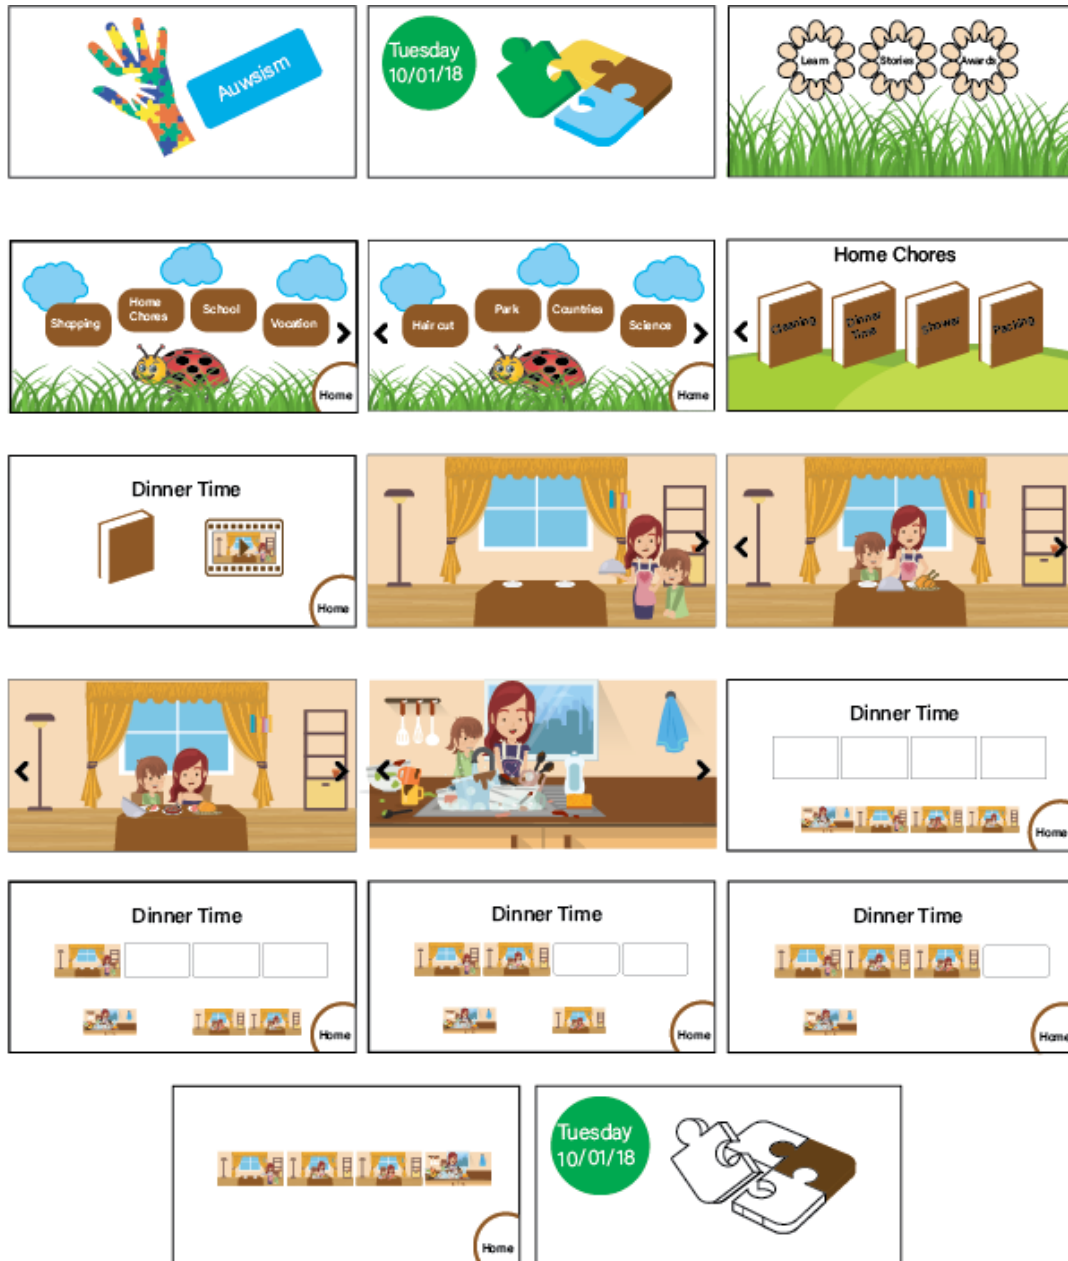 Auwsism
Tuesday
10/01/18
Learn
Stories
Awards
Shopping
Home
Chores
School
Vocation
Home
Hair cut
Park
Countries
Science
Home
Home Chores
Cleaning
Dinner
Time
Shower
Packing
Dinner Time
Home
Dinner Time
Home
Dinner Time
Home
Dinner Time
Home
Dinner Time
Home
Home
Tuesday
10/01/18